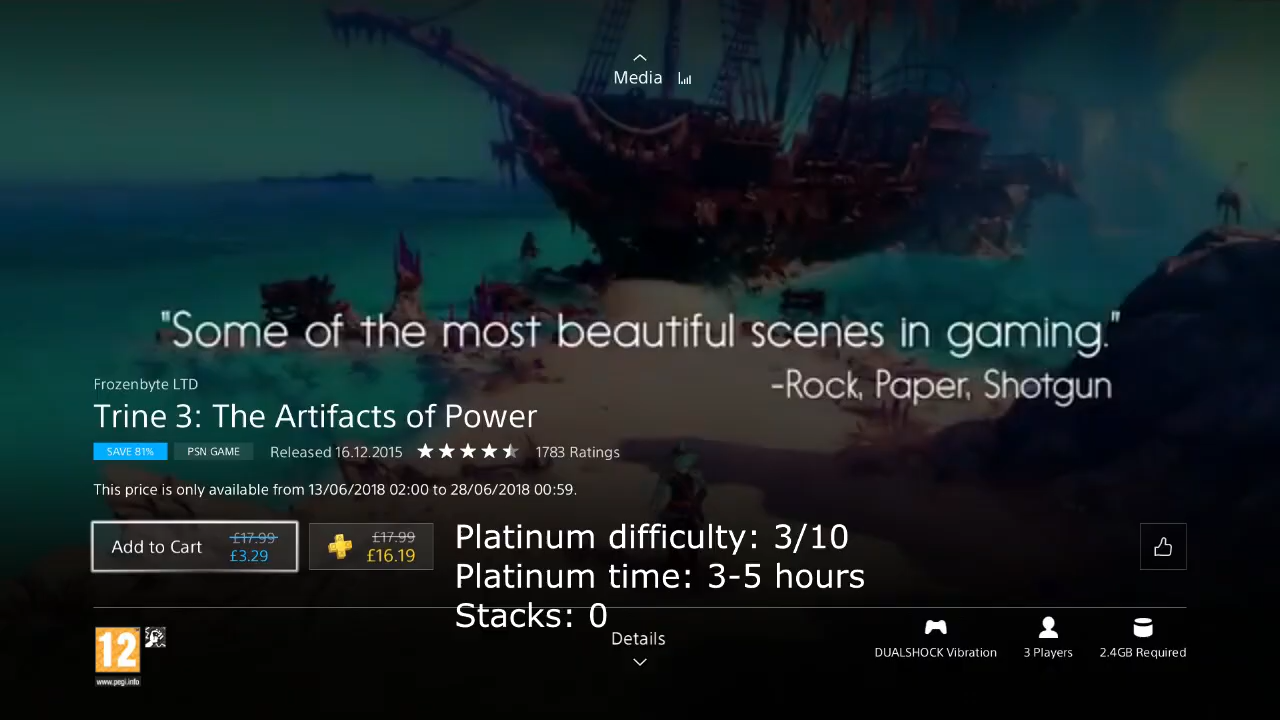 Media
"Some of the most beautiful scenes in gaming."
-Rock, Paper, Shotgun
Frozenbyte LTD
Trine 3: The Artifacts of Power
SAVE 81% PSN GAME Released 16.12.2015 1783 Ratings
This price is only available from 13/06/2018 02:00 to 28/06/2018 00:59.
Add to Cart £17.99 £17.99
£3.29 £16.19
Platinum difficulty: 3/10
Platinum time: 3-5 hours
Stacks: 0
Details
12
www.pegi.info
DUALSHOCK Vibration 3 Players 2.4GB Required